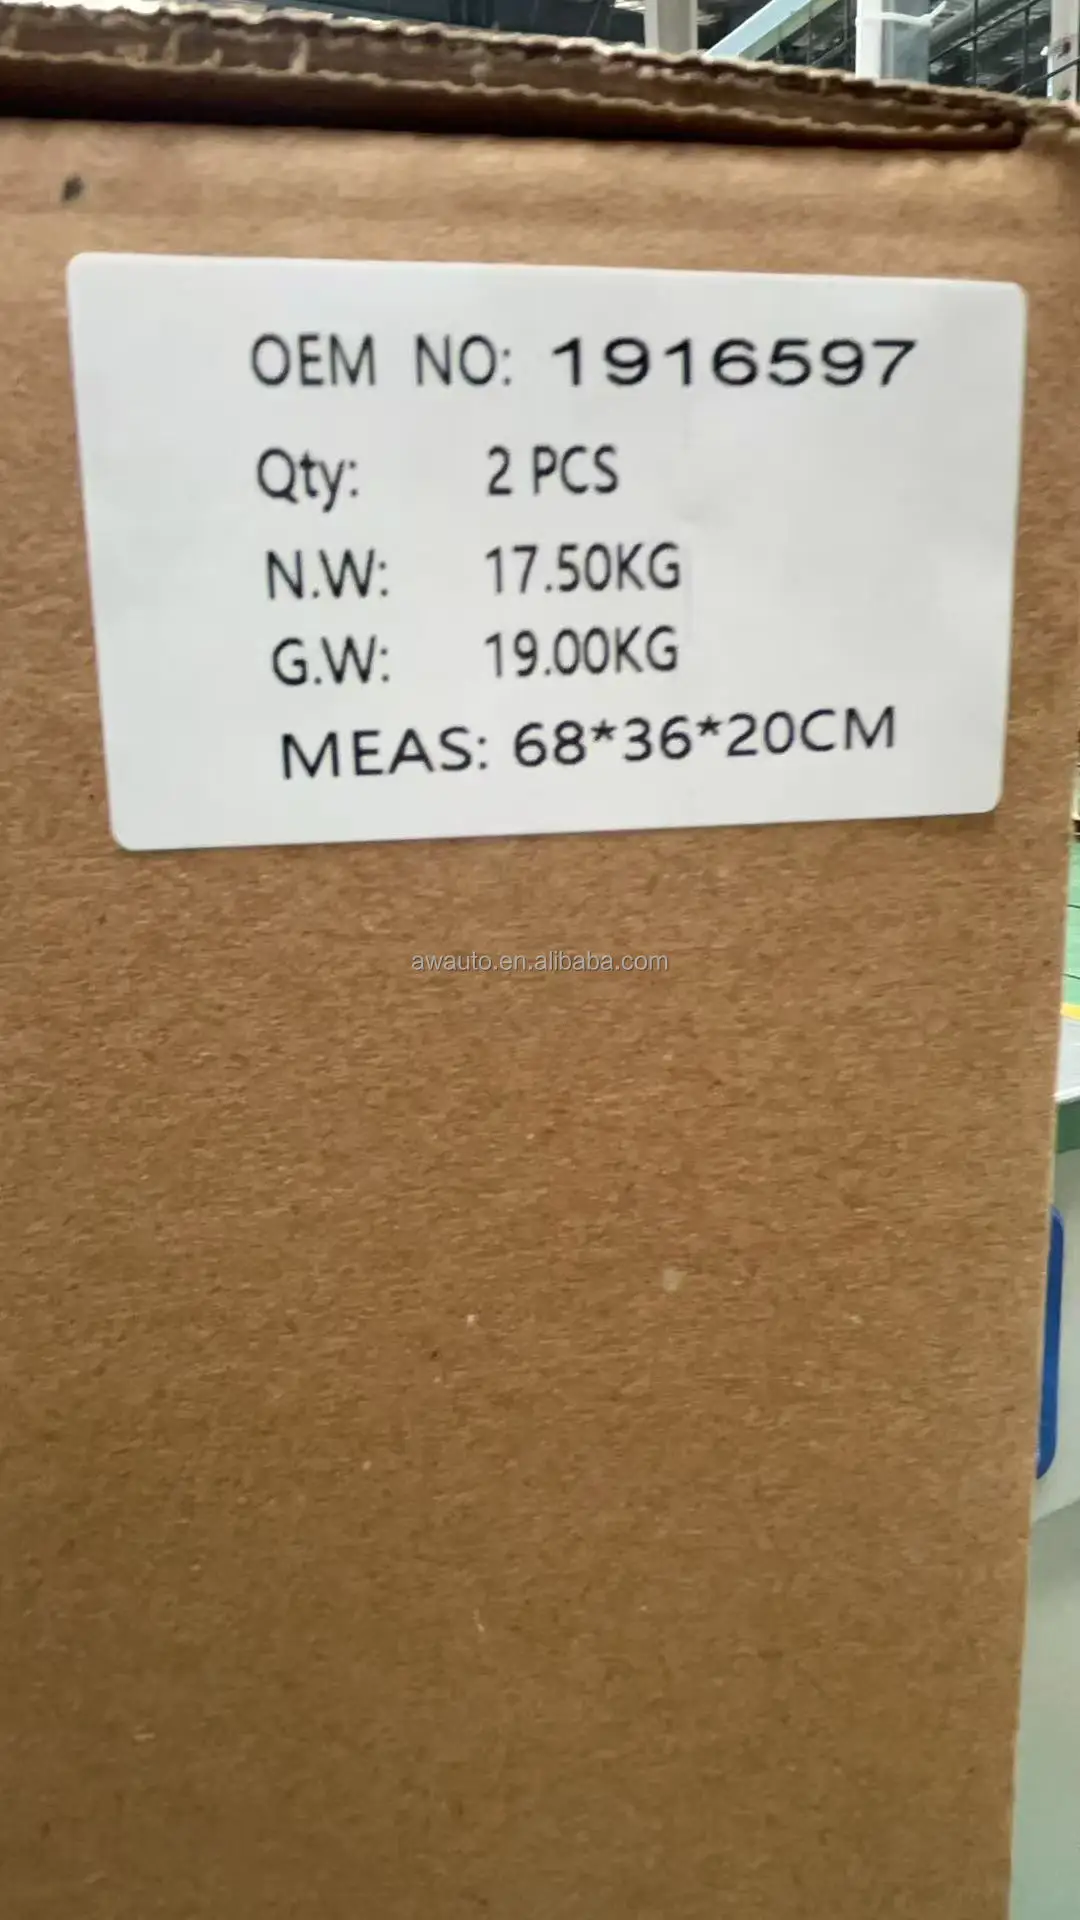 OEM NO: 1916597
Qty: 2 PCS
N.W: 17.50KG
G.W: 19.00KG
MEAS: 68*36*20CM
awauto.en.alibaba.com